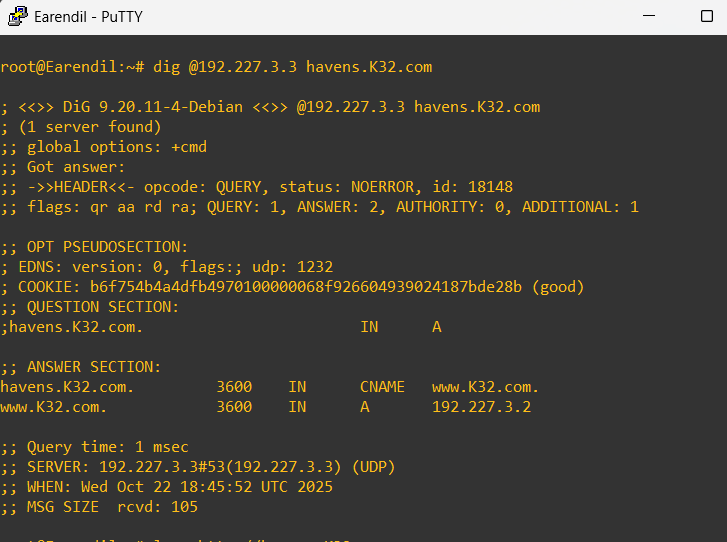 Earendil - PuTTY
root@Earendil:~# dig @192.227.3.3 havens.K32.com
; <<>> DiG 9.20.11-4-Debian <<>> @192.227.3.3 havens.K32.com
; (1 server found)
;; global options: +cmd
;; Got answer:
;; ->>HEADER<<- opcode: QUERY, status: NOERROR, id: 18148
;; flags: qr aa rd ra; QUERY: 1, ANSWER: 2, AUTHORITY: 0, ADDITIONAL: 1
;; OPT PSEUDOSECTION:
; EDNS: version: 0, flags:; udp: 1232
; COOKIE: b6f754b4a4dfb4970100000068f926604939024187bde28b (good)
;; QUESTION SECTION:
;havens.K32.com. IN A
;; ANSWER SECTION:
havens.K32.com. 3600 IN CNAME www.K32.com.
www.K32.com. 3600 IN A 192.227.3.2
;; Query time: 1 msec
;; SERVER: 192.227.3.3#53(192.227.3.3) (UDP)
;; WHEN: Wed Oct 22 18:45:52 UTC 2025
;; MSG SIZE rcvd: 105